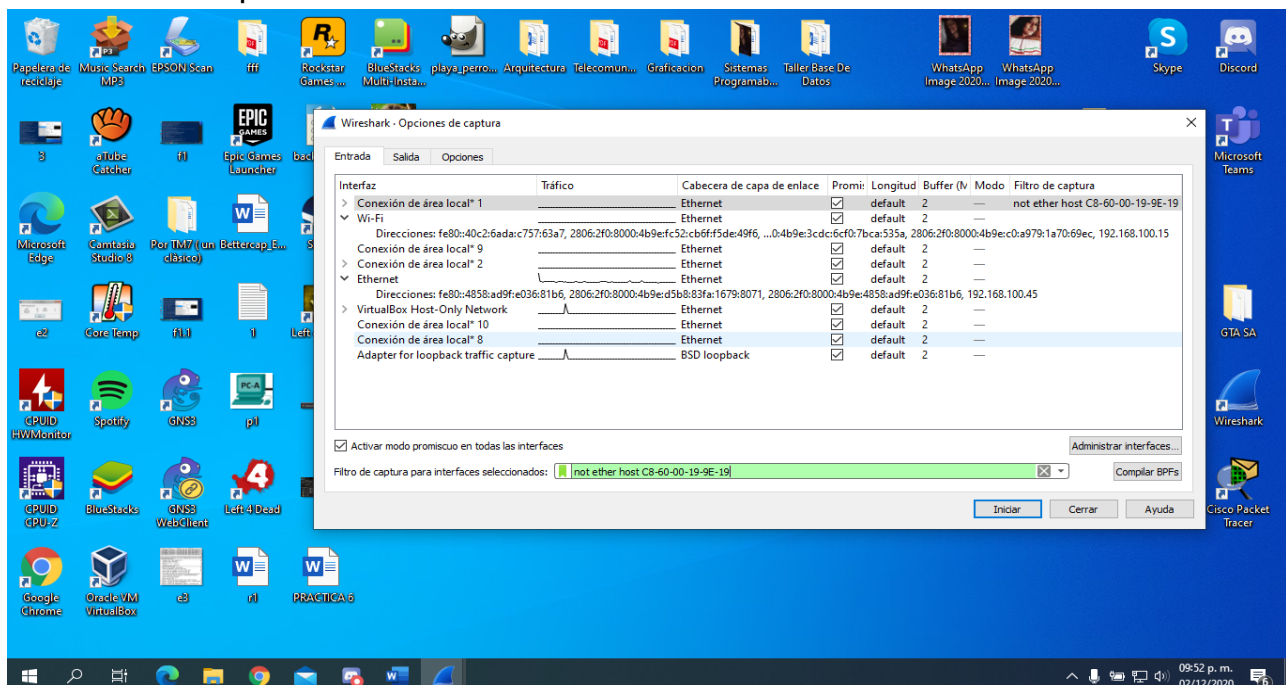 Papelera de reciclaje
Music Search MP3
EPSON Scan
fff
Rockstar Games ...
BlueStacks Multi-Insta...
playa_perro...
Arquitectura
Telecomun...
Graficacion
Sistemas Programab...
Taller Base De Datos
WhatsApp Image 2020...
WhatsApp Image 2020...
Skype
Discord
3
aTube Catcher
f1
Epic Games Launcher
Microsoft Teams
Wireshark · Opciones de captura
Entrada Salida Opciones
Interfaz Tráfico Cabecera de capa de enlace Promi: Longitud Buffer (M Modo Filtro de captura
Conexión de área local* 1 Ethernet default 2 — not ether host C8-60-00-19-9E-19
Wi-Fi Ethernet default 2 —
Direcciones: fe80::40c2:6ada:c757:63a7, 2806:2f0:8000:4b9e:fc52:cb6f:f5de:49f6, ...0:4b9e:3cdc:6cf0:7bca:535a, 2806:2f0:8000:4b9e:c0:a979:1a70:69ec, 192.168.100.15
Conexión de área local* 9 Ethernet default 2 —
Conexión de área local* 2 Ethernet default 2 —
Ethernet Ethernet default 2 —
Direcciones: fe80::4858:ad9f:e036:81b6, 2806:2f0:8000:4b9e:d5b8:83fa:1679:8071, 2806:2f0:8000:4b9e:4858:ad9f:e036:81b6, 192.168.100.45
VirtualBox Host-Only Network Ethernet default 2 —
Conexión de área local* 10 Ethernet default 2 —
Conexión de área local* 8 Ethernet default 2 —
Adapter for loopback traffic capture BSD loopback default 2 —
Activar modo promiscuo en todas las interfaces
Administrar interfaces...
Filtro de captura para interfaces seleccionados: not ether host C8-60-00-19-9E-19
Compilar BPFs
Iniciar Cerrar Ayuda
Microsoft Edge
Camtasia Studio 8
Por TM7 ( un clásico)
Bettercap_E...
e2
Core Temp
f1.1
1
Left
GTA SA
CPUID HWMonitor
Spotify
GNS3
PC-A
p1
Wireshark
CPUID CPU-Z
BlueStacks
GNS3 WebClient
Left 4 Dead
Cisco Packet Tracer
Google Chrome
Oracle VM VirtualBox
e3
r1
PRACTICA 6
09:52 p. m.
02/12/2020